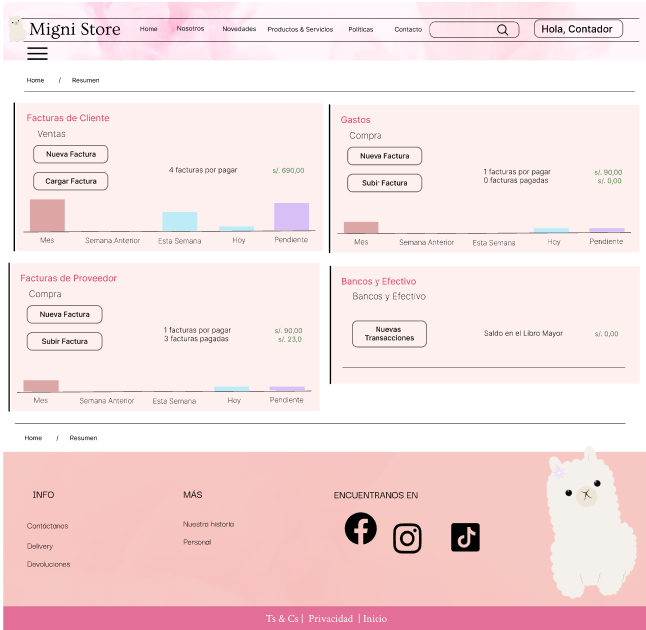 Migni Store
Home
Nosotros
Novedades
Productos & Servicios
Políticas
Contacto
Hola, Contador
Home / Resumen
Facturas de Cliente
Ventas
Nueva Factura
Cargar Factura
4 facturas por pagar
s/. 690,00
Mes
Semana Anterior
Esta Semana
Hoy
Pendiente
Gastos
Compra
Nueva Factura
Subir Factura
1 facturas por pagar
s/. 90,00
0 facturas pagadas
s/. 0,00
Mes
Semana Anterior
Esta Semana
Hoy
Pendiente
Facturas de Proveedor
Compra
Nueva Factura
Subir Factura
1 facturas por pagar
s/. 90,00
3 facturas pagadas
s/. 23,0
Mes
Semana Anterior
Esta Semana
Hoy
Pendiente
Bancos y Efectivo
Bancos y Efectivo
Nuevas
Transacciones
Saldo en el Libro Mayor
s/. 0,00
Home / Resumen
INFO
Contáctanos
Delivery
Devoluciones
MÁS
Nuestra historia
Personal
ENCUENTRANOS EN
Ts & Cs | Privacidad | Inicio